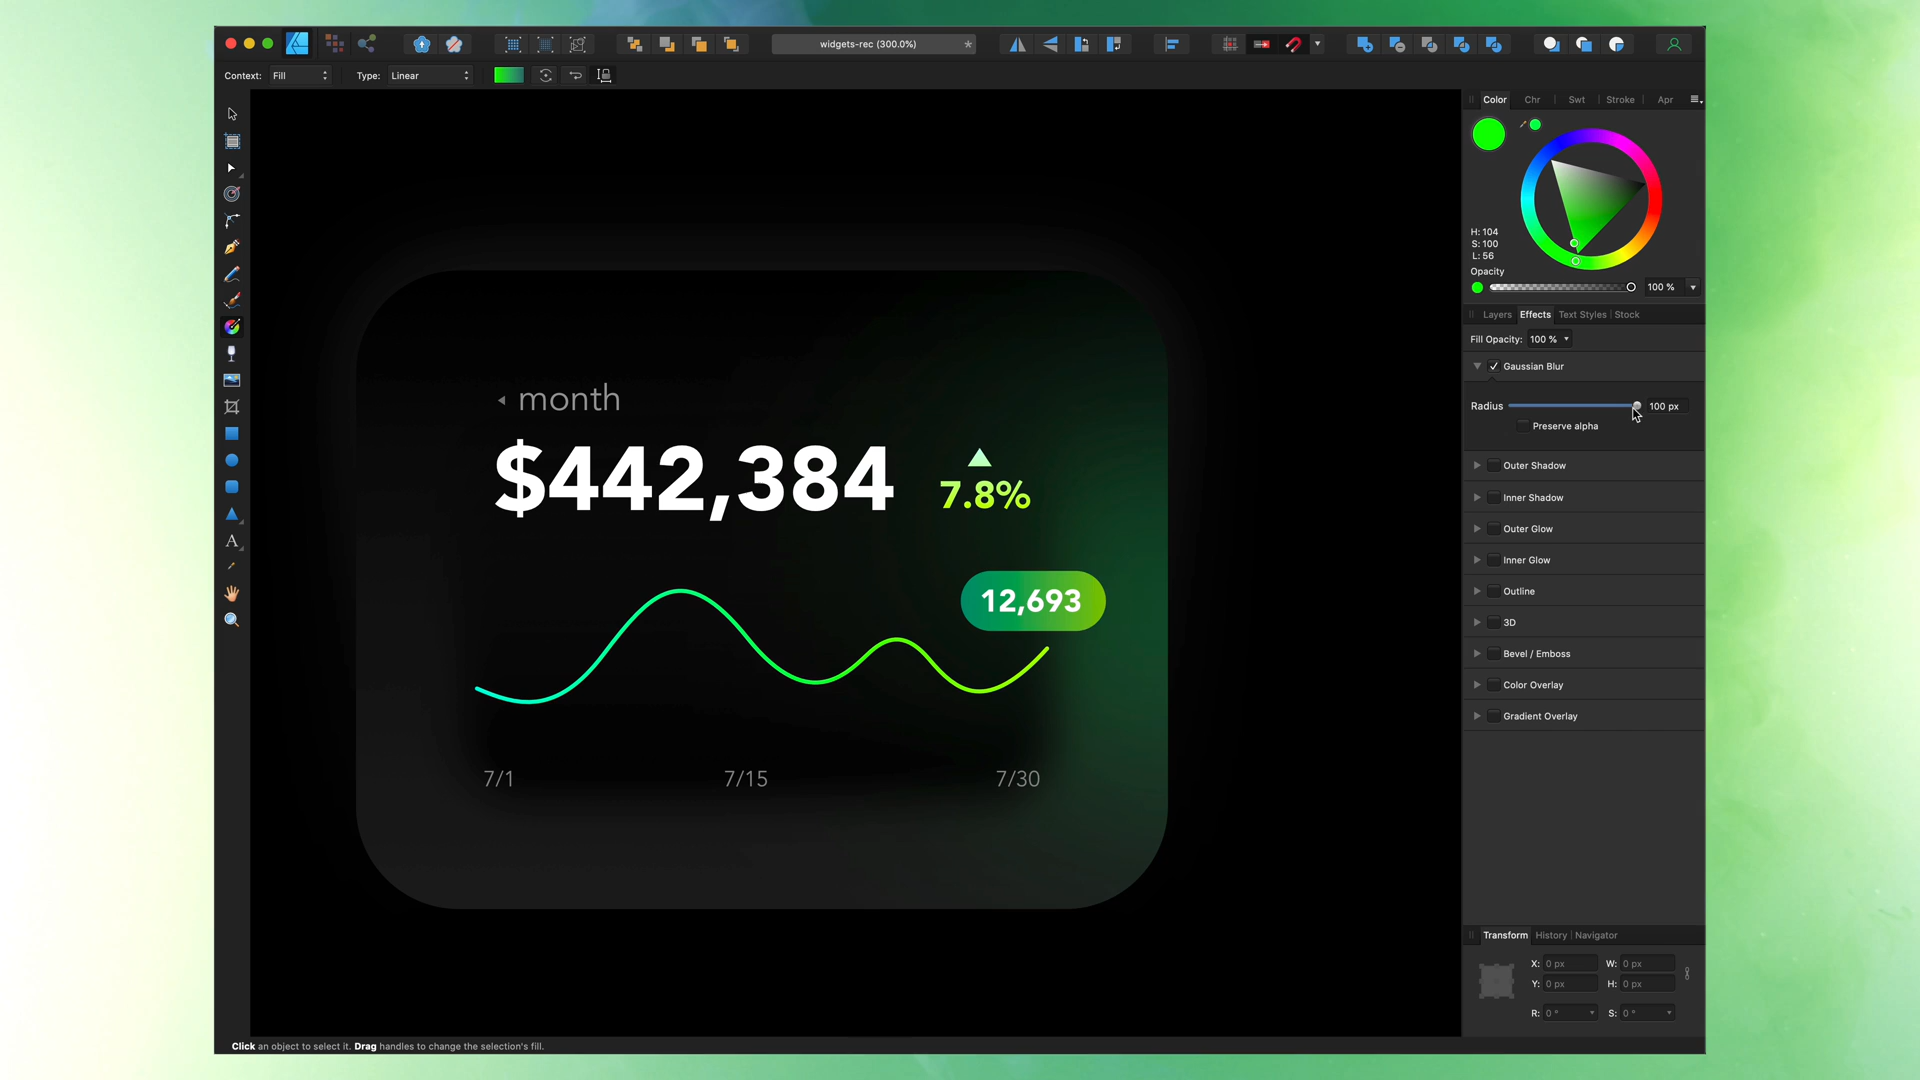 widgets-rec (300.0%)
*
Context: Fill Type: Linear
Color Chr Swt Stroke Apr
H: 104
S: 100
L: 56
Opacity
100 %
Layers Effects Text Styles Stock
Fill Opacity: 100 %
Gaussian Blur
Radius 100 px
Preserve alpha
Outer Shadow
Inner Shadow
Outer Glow
Inner Glow
Outline
3D
Bevel / Emboss
Color Overlay
Gradient Overlay
month
$442,384
7.8%
12,693
7/1 7/15 7/30
A
Transform History Navigator
X: 0 px W: 0 px
Y: 0 px H: 0 px
R: 0 ° S: 0 °
Click an object to select it. Drag handles to change the selection's fill.